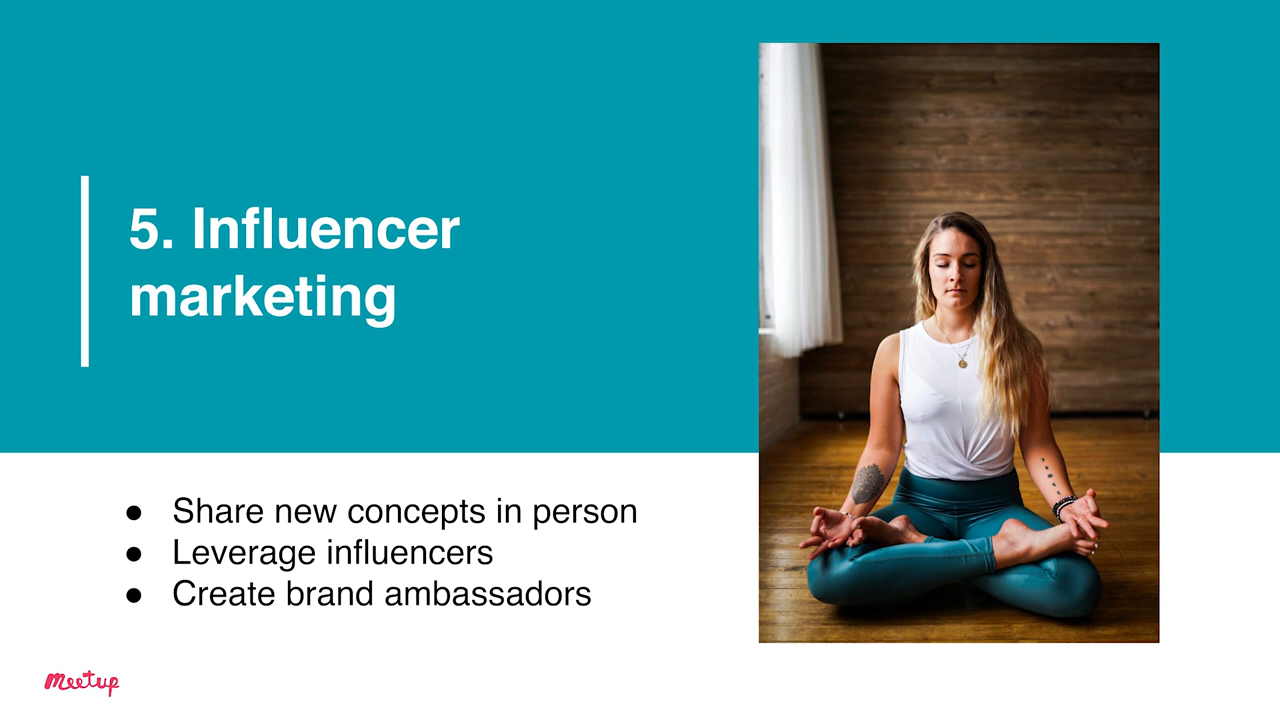 5. Influencer
marketing
● Share new concepts in person
● Leverage influencers
● Create brand ambassadors
meetup